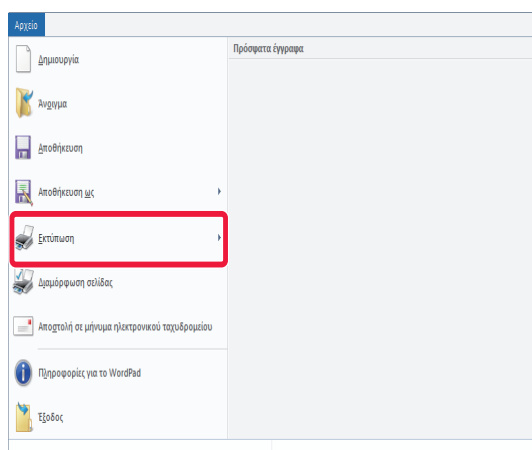 Αρχείο
Πρόσφατα έγγραφα
Δημιουργία
Άνοιγμα
Αποθήκευση
Αποθήκευση ως
Εκτύπωση
Διαμόρφωση σελίδας
Αποστολή σε μήνυμα ηλεκτρονικού ταχυδρομείου
Πληροφορίες για το WordPad
Έξοδος